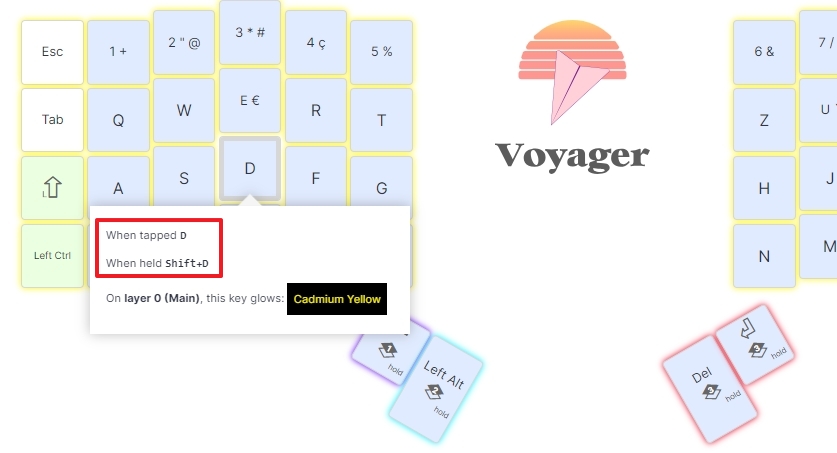 Esc
1 +
2 " @
3 * #
4 ç
5 %
6 &
7 /
Tab
Q
W
E €
R
T
Z
U
A
S
D
F
G
H
J
Left Ctrl
N
M
Voyager
When tapped D
When held Shift+D
On layer 0 (Main), this key glows: Cadmium Yellow
hold
Left Alt
2
hold
Del
hold
hold